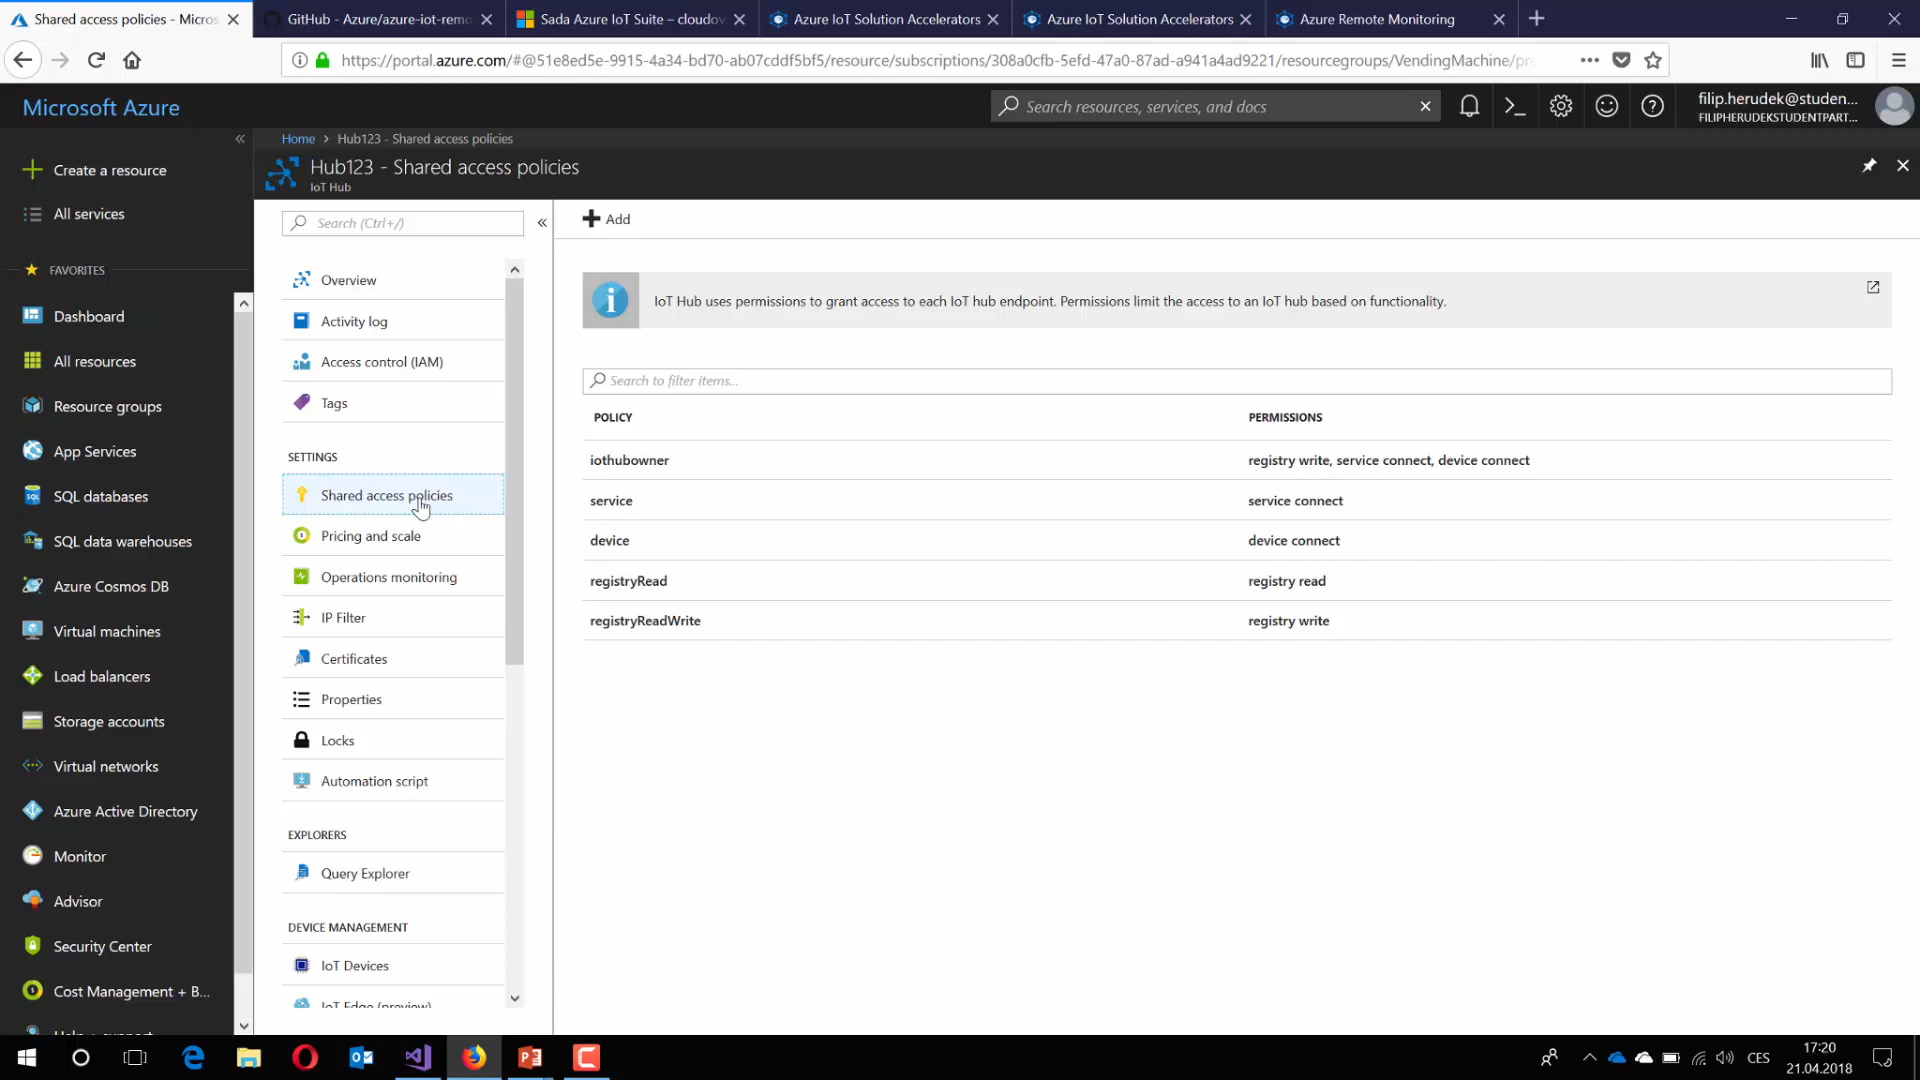 Shared access policies - Micros
GitHub - Azure/azure-iot-remo
Sada Azure IoT Suite – cloudov
Azure IoT Solution Accelerators
Azure IoT Solution Accelerators
Azure Remote Monitoring
https://portal.azure.com/#@51e8ed5e-9915-4a34-bd70-ab07cddf5bf5/resource/subscriptions/308a0cfb-5efd-47a0-87ad-a941a4ad9221/resourcegroups/VendingMachine/pr
Microsoft Azure
Search resources, services, and docs
filip.herudek@studen...
FILIPHERUDEKSTUDENTPART...
Home > Hub123 - Shared access policies
Hub123 - Shared access policies
IoT Hub
Create a resource
All services
FAVORITES
Dashboard
All resources
Resource groups
App Services
SQL databases
SQL data warehouses
Azure Cosmos DB
Virtual machines
Load balancers
Storage accounts
Virtual networks
Azure Active Directory
Monitor
Advisor
Security Center
Cost Management + B...
Help + support
Search (Ctrl+/)
Overview
Activity log
Access control (IAM)
Tags
SETTINGS
Shared access policies
Pricing and scale
Operations monitoring
IP Filter
Certificates
Properties
Locks
Automation script
EXPLORERS
Query Explorer
DEVICE MANAGEMENT
IoT Devices
IoT Edge (preview)
Add
IoT Hub uses permissions to grant access to each IoT hub endpoint. Permissions limit the access to an IoT hub based on functionality.
Search to filter items...
POLICY PERMISSIONS
iothubowner registry write, service connect, device connect
service service connect
device device connect
registryRead registry read
registryReadWrite registry write
CES
17:20
21.04.2018